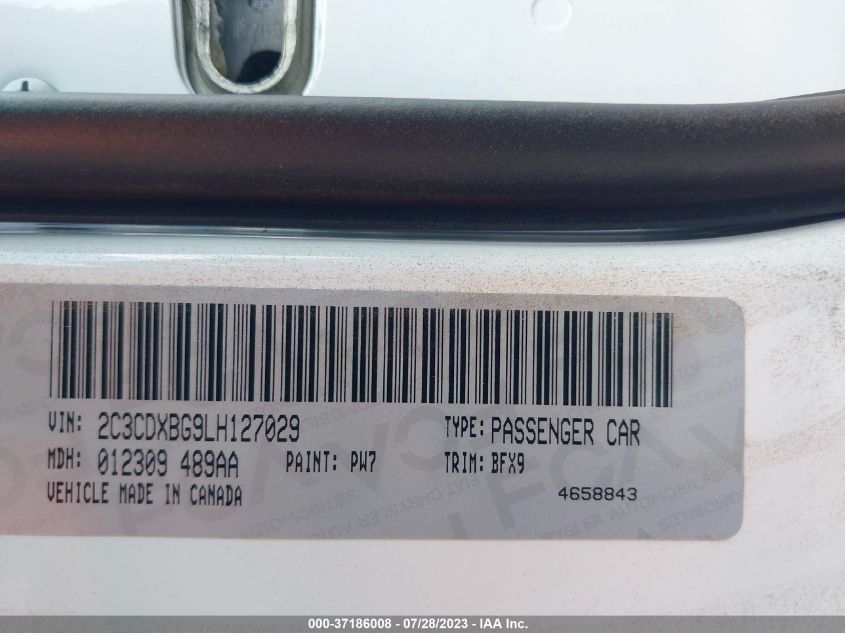 VIN: 2C3CDXBG9LH127029 TYPE: PASSENGER CAR
MDH: 012309 489AA PAINT: PW7 TRIM: BFX9
VEHICLE MADE IN CANADA 4658843
000-37186008 / 07/28/2023 - IAA Inc.